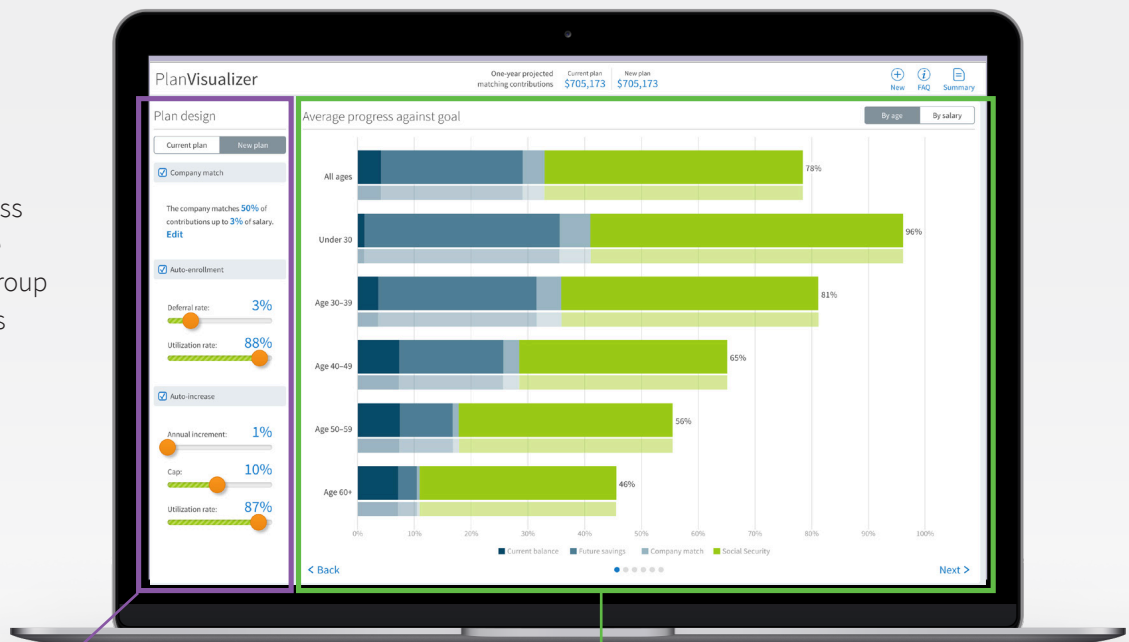 ss
roup
s
PlanVisualizer
One-year projected
matching contributions
Current plan
$705,173
New plan
$705,173
New
FAQ
Summary
Plan design
Current plan
New plan
Company match
The company matches 50% of
contributions up to 3% of salary.
Edit
Auto-enrollment
Deferral rate: 3%
Utilization rate: 88%
Auto-increase
Annual increment: 1%
Cap: 10%
Utilization rate: 87%
Average progress against goal
By age
By salary
All ages
78%
Under 30
96%
Age 30–39
81%
Age 40–49
65%
Age 50–59
56%
Age 60+
46%
0% 10% 20% 30% 40% 50% 60% 70% 80% 90% 100%
Current balance Future savings Company match Social Security
< Back
Next >